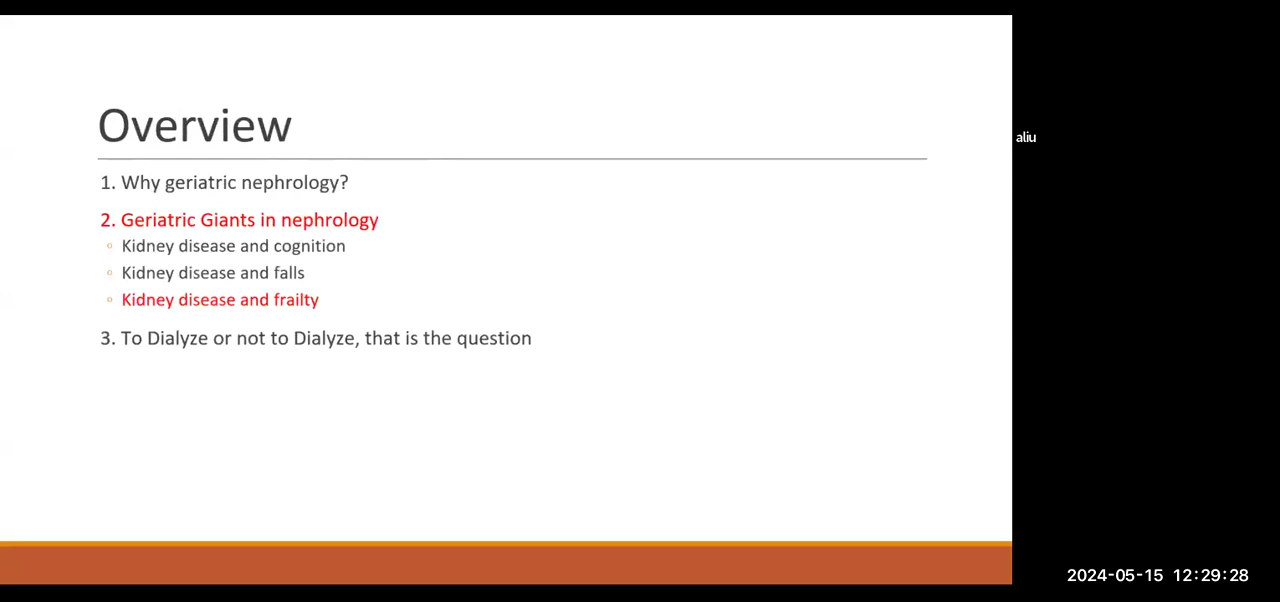 Overview
1. Why geriatric nephrology?
2. Geriatric Giants in nephrology
◦ Kidney disease and cognition
◦ Kidney disease and falls
◦ Kidney disease and frailty
3. To Dialyze or not to Dialyze, that is the question
aliu
2024-05-15 12:29:28